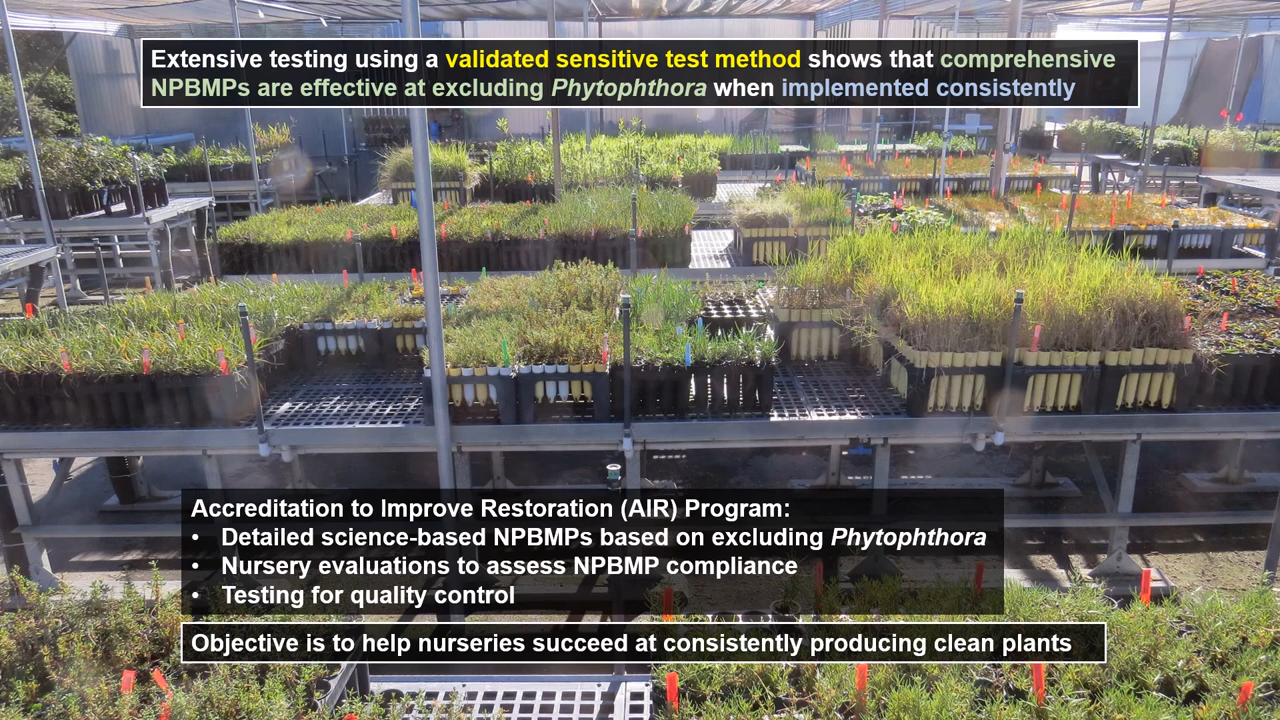 Extensive testing using a validated sensitive test method shows that comprehensive
NPBMPs are effective at excluding Phytophthora when implemented consistently
Accreditation to Improve Restoration (AIR) Program:
• Detailed science-based NPBMPs based on excluding Phytophthora
• Nursery evaluations to assess NPBMP compliance
• Testing for quality control
Objective is to help nurseries succeed at consistently producing clean plants